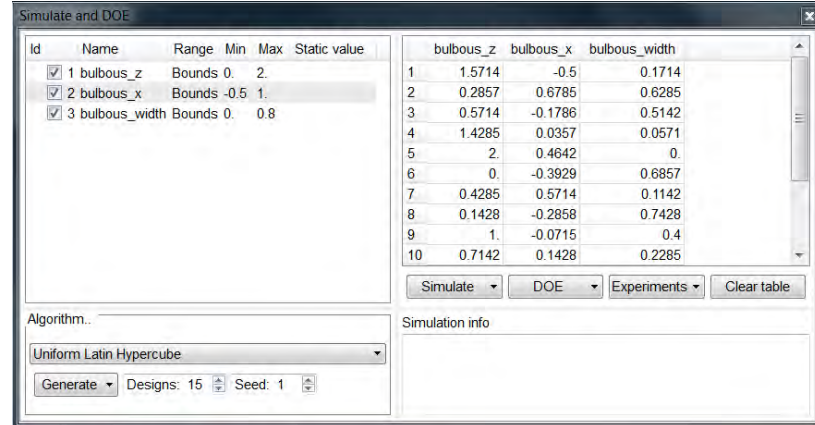 Simulate and DOE
Id Name Range Min Max Static value
1 bulbous_z Bounds 0. 2.
2 bulbous_x Bounds -0.5 1.
3 bulbous_width Bounds 0. 0.8
bulbous_z bulbous_x bulbous_width
1 1.5714 -0.5 0.1714
2 0.2857 0.6785 0.6285
3 0.5714 -0.1786 0.5142
4 1.4285 0.0357 0.0571
5 2. 0.4642 0.
6 0. -0.3929 0.6857
7 0.4285 0.5714 0.1142
8 0.1428 -0.2858 0.7428
9 1. -0.0715 0.4
10 0.7142 0.1428 0.2285
Simulate DOE Experiments Clear table
Algorithm..
Uniform Latin Hypercube
Generate Designs: 15 Seed: 1
Simulation info